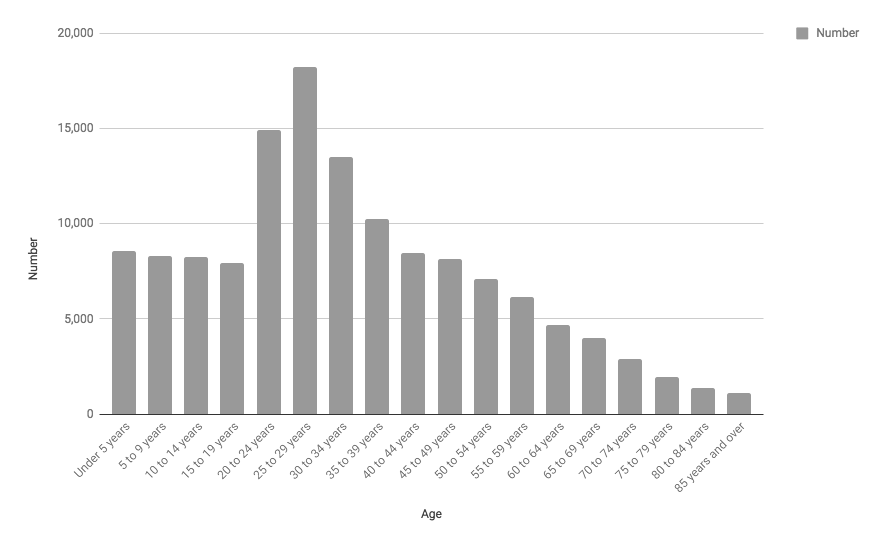 Number
20,000
15,000
10,000
5,000
0
Number
Under 5 years
5 to 9 years
10 to 14 years
15 to 19 years
20 to 24 years
25 to 29 years
30 to 34 years
35 to 39 years
40 to 44 years
45 to 49 years
50 to 54 years
55 to 59 years
60 to 64 years
65 to 69 years
70 to 74 years
75 to 79 years
80 to 84 years
85 years and over
Age